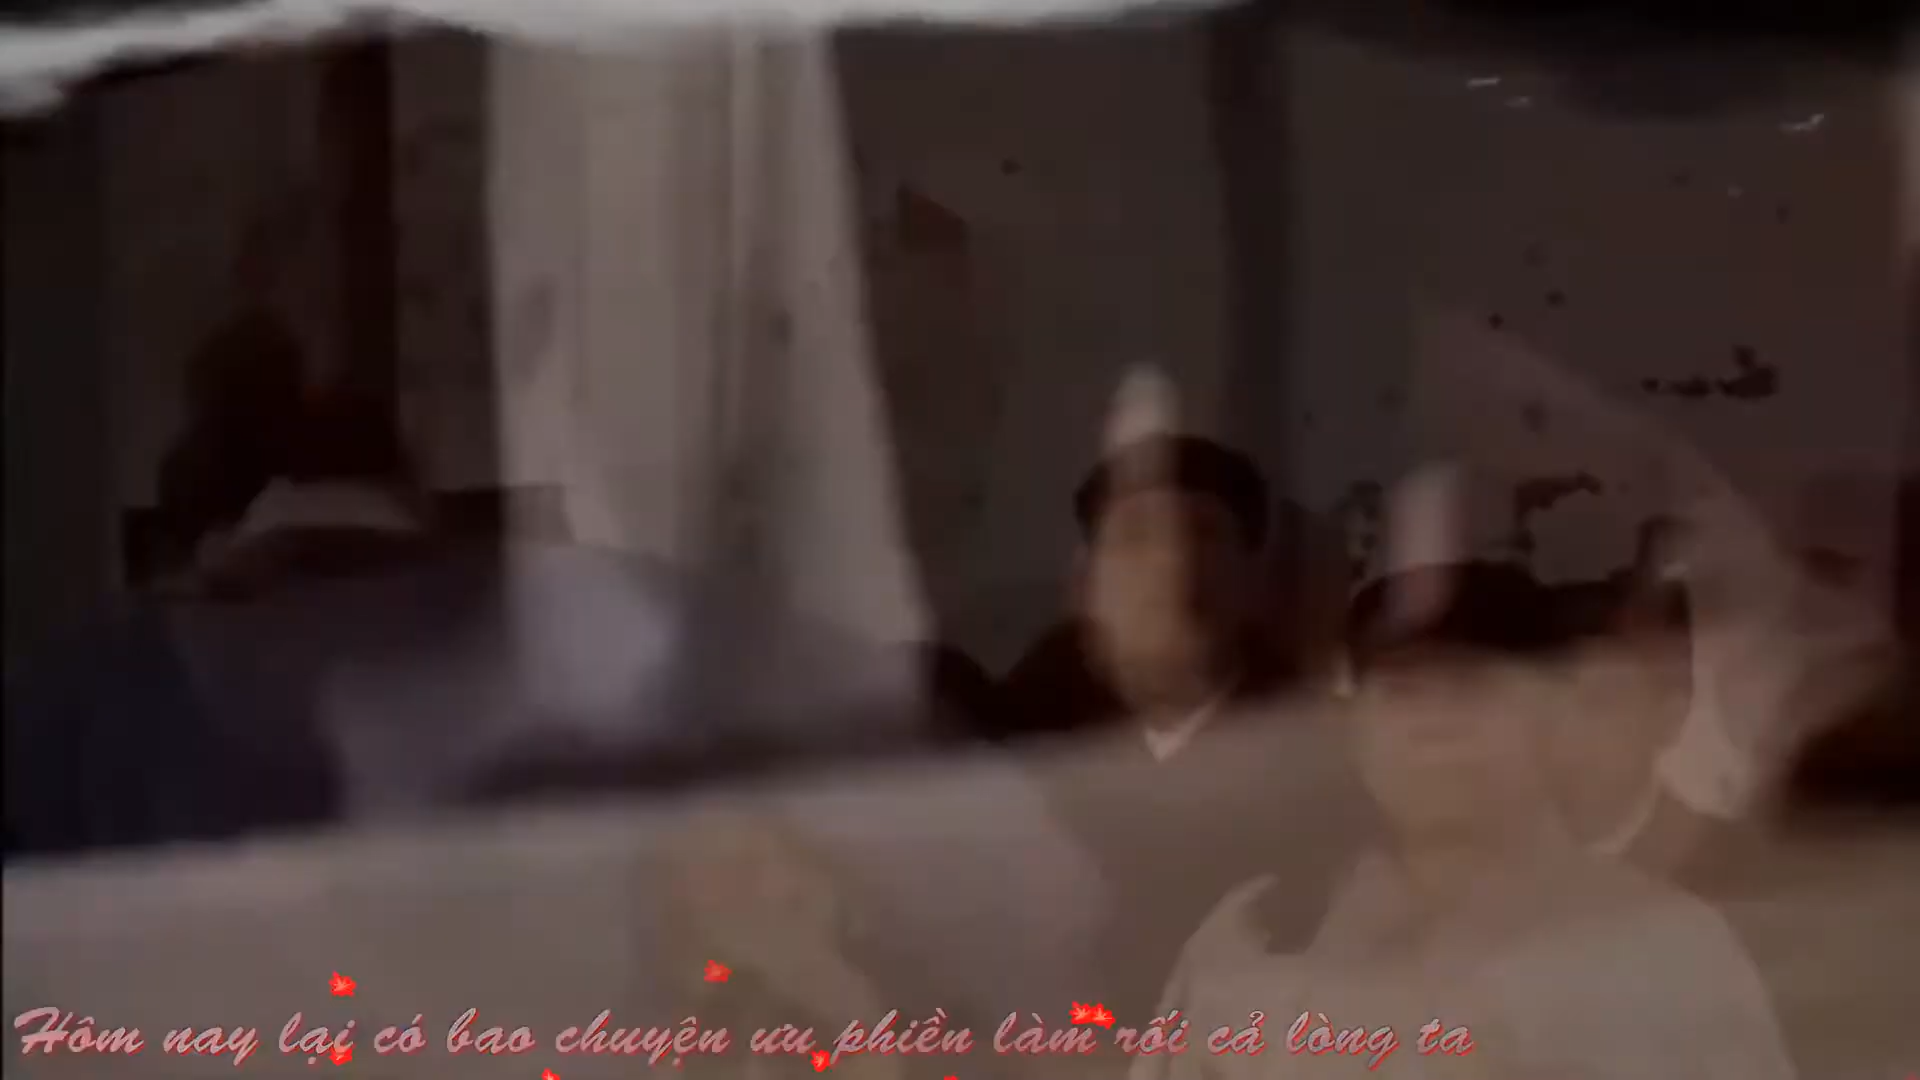 Hôm nay lại có bao chuyện ưu phiền làm rối cả lòng ta